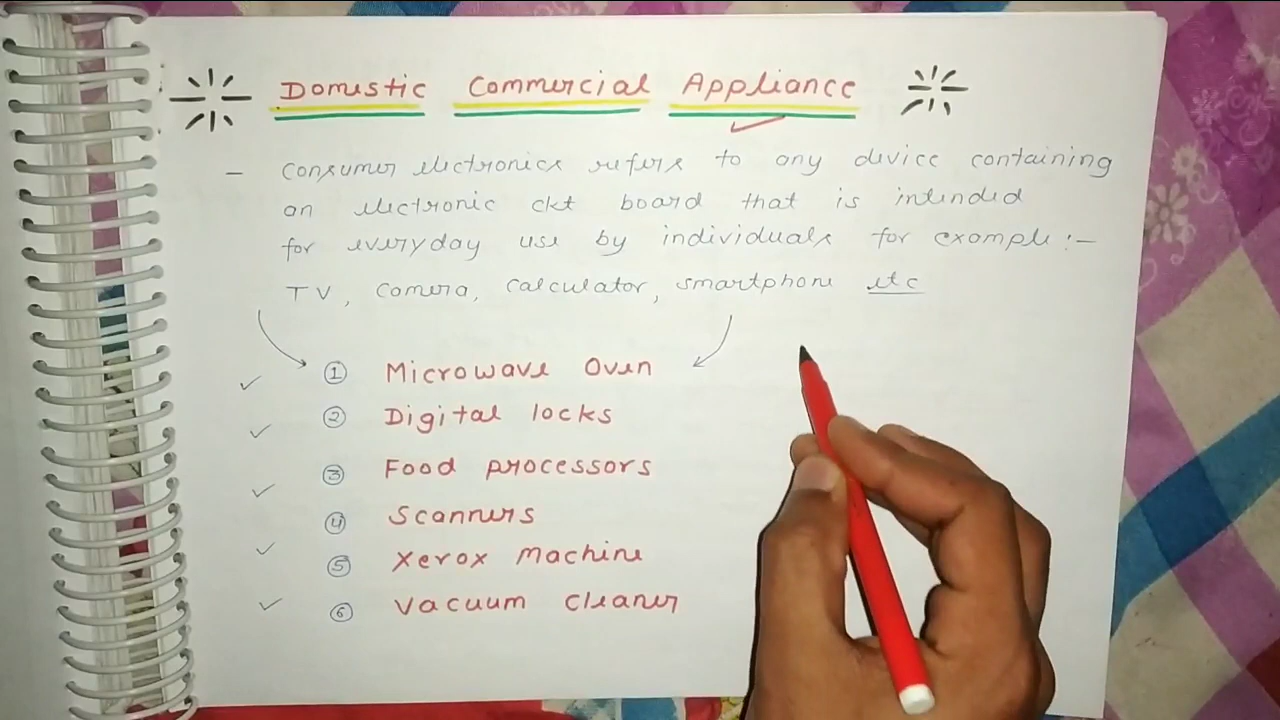 Domestic Commercial Appliance
- Consumer electronics refers to any device containing
an electronic ckt board that is intended
for everyday use by individuals for example :-
TV, camera, calculator, smartphone etc
① Microwave Oven
② Digital locks
③ Food processors
④ Scanners
⑤ Xerox machine
⑥ Vacuum cleaner